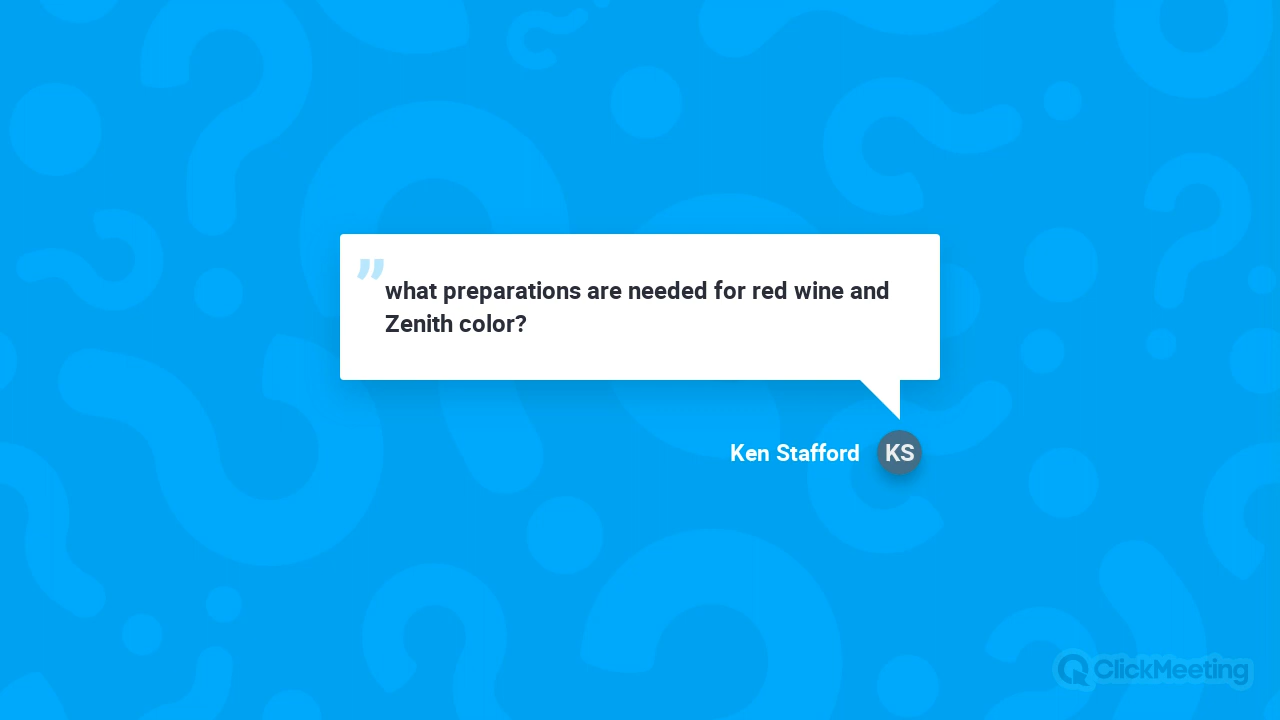 what preparations are needed for red wine and
Zenith color?
Ken Stafford
KS
ClickMeeting